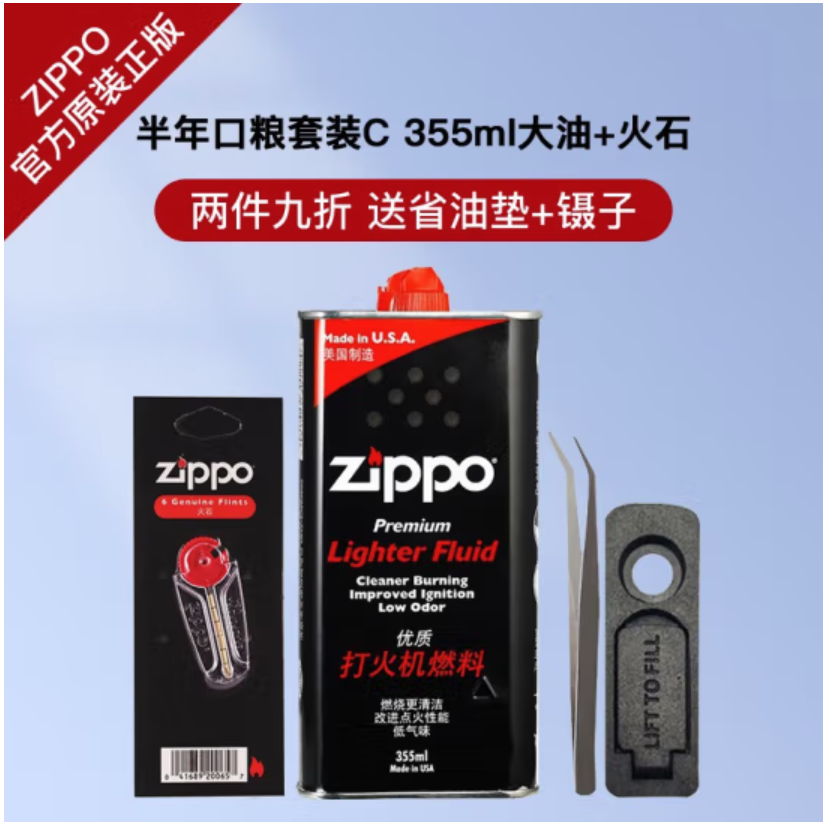 ZIPPO
官方原装正版
半年口粮套装C 355ml大油+火石
两件九折 送省油垫+镊子
Made in U.S.A.
美国制造
zippo
Premium
Lighter Fluid
Cleaner Burning
Improved Ignition
Low Odor
优质
打火机燃料
燃烧更清洁
改进点火性能
低气味
355ml
Made in USA
zippo
6 Genuine Flints
火石
0 41689 20065 7
LIFT TO FILL